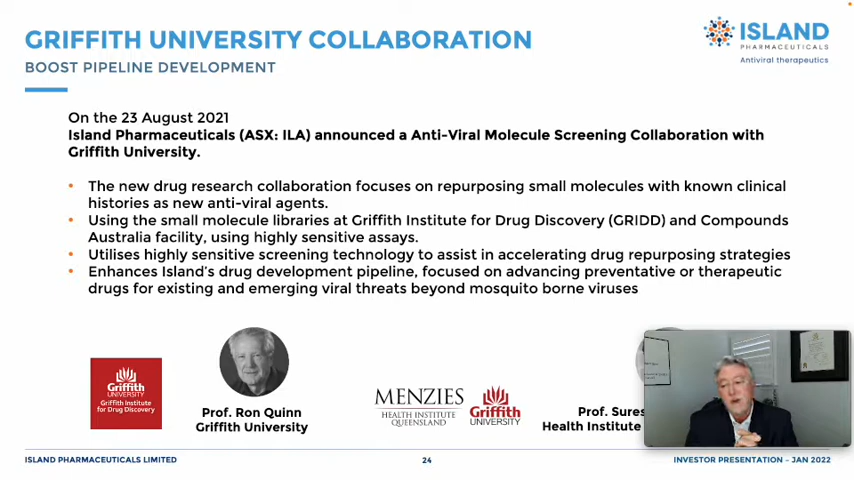 GRIFFITH UNIVERSITY COLLABORATION
BOOST PIPELINE DEVELOPMENT
ISLAND
PHARMACEUTICALS
Antiviral therapeutics
On the 23 August 2021
Island Pharmaceuticals (ASX: ILA) announced a Anti-Viral Molecule Screening Collaboration with
Griffith University.
• The new drug research collaboration focuses on repurposing small molecules with known clinical
histories as new anti-viral agents.
• Using the small molecule libraries at Griffith Institute for Drug Discovery (GRIDD) and Compounds
Australia facility, using highly sensitive assays.
• Utilises highly sensitive screening technology to assist in accelerating drug repurposing strategies
• Enhances Island's drug development pipeline, focused on advancing preventative or therapeutic
drugs for existing and emerging viral threats beyond mosquito borne viruses
Griffith
UNIVERSITY
Griffith Institute
for Drug Discovery
Prof. Ron Quinn
Griffith University
MENZIES
HEALTH INSTITUTE
QUEENSLAND
Griffith
UNIVERSITY
Prof. Sures
Health Institute
ISLAND PHARMACEUTICALS LIMITED
24
INVESTOR PRESENTATION – JAN 2022